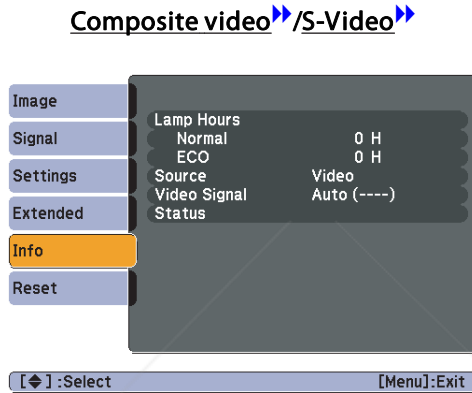 Composite video/S-Video
Image
Signal
Settings
Extended
Info
Reset
Lamp Hours
Normal 0 H
ECO 0 H
Source Video
Video Signal Auto (----)
Status
[◆] :Select [Menu]:Exit